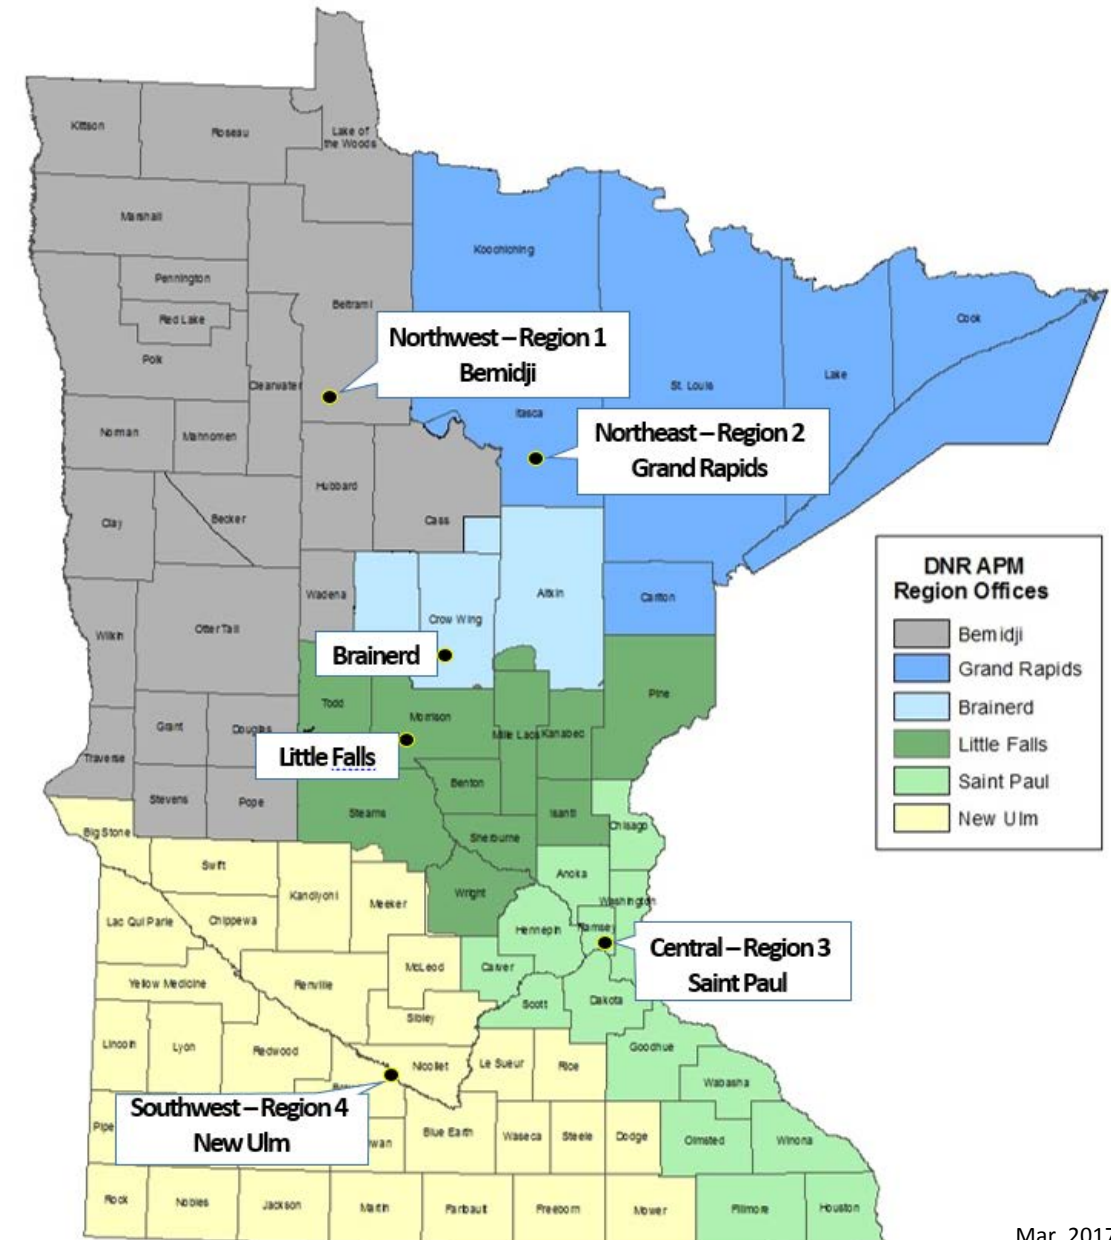 Kittson
Roseau
Lake of
the Woods
Marshall
Koochiching
Pennington
Beltrami
Red Lake
Cook
Polk
Northwest – Region 1
Bemidji
Clearwater
St. Louis
Lake
Itasca
Norman
Mahnomen
Northeast – Region 2
Grand Rapids
Hubbard
Clay
Becker
Cass
DNR APM
Region Offices
Bemidji
Grand Rapids
Brainerd
Little Falls
Saint Paul
New Ulm
Wadena
Aitkin
Carlton
Crow Wing
Wilkin
Otter Tail
Brainerd
Pine
Todd
Morrison
Grant
Douglas
Mille Lacs
Kanabec
Traverse
Little Falls
Benton
Stevens
Pope
Stearns
Isanti
Chisago
Big Stone
Sherburne
Swift
Anoka
Kandiyohi
Wright
Meeker
Washington
Lac Qui Parle
Chippewa
Hennepin
Ramsey
Central – Region 3
Saint Paul
McLeod
Carver
Yellow Medicine
Renville
Scott
Dakota
Sibley
Lincoln
Lyon
Redwood
Goodhue
Nicollet
Le Sueur
Rice
Wabasha
Southwest – Region 4
New Ulm
Pipe
wan
Blue Earth
Waseca
Steele
Dodge
Olmsted
Winona
Rock
Nobles
Jackson
Martin
Faribault
Freeborn
Mower
Fillmore
Houston
Mar. 2017